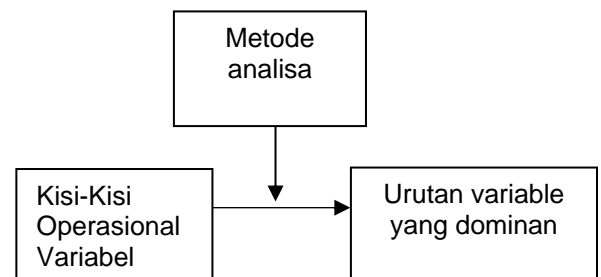 Metode
analisa
Kisi-Kisi
Operasional
Variabel
Urutan variable
yang dominan